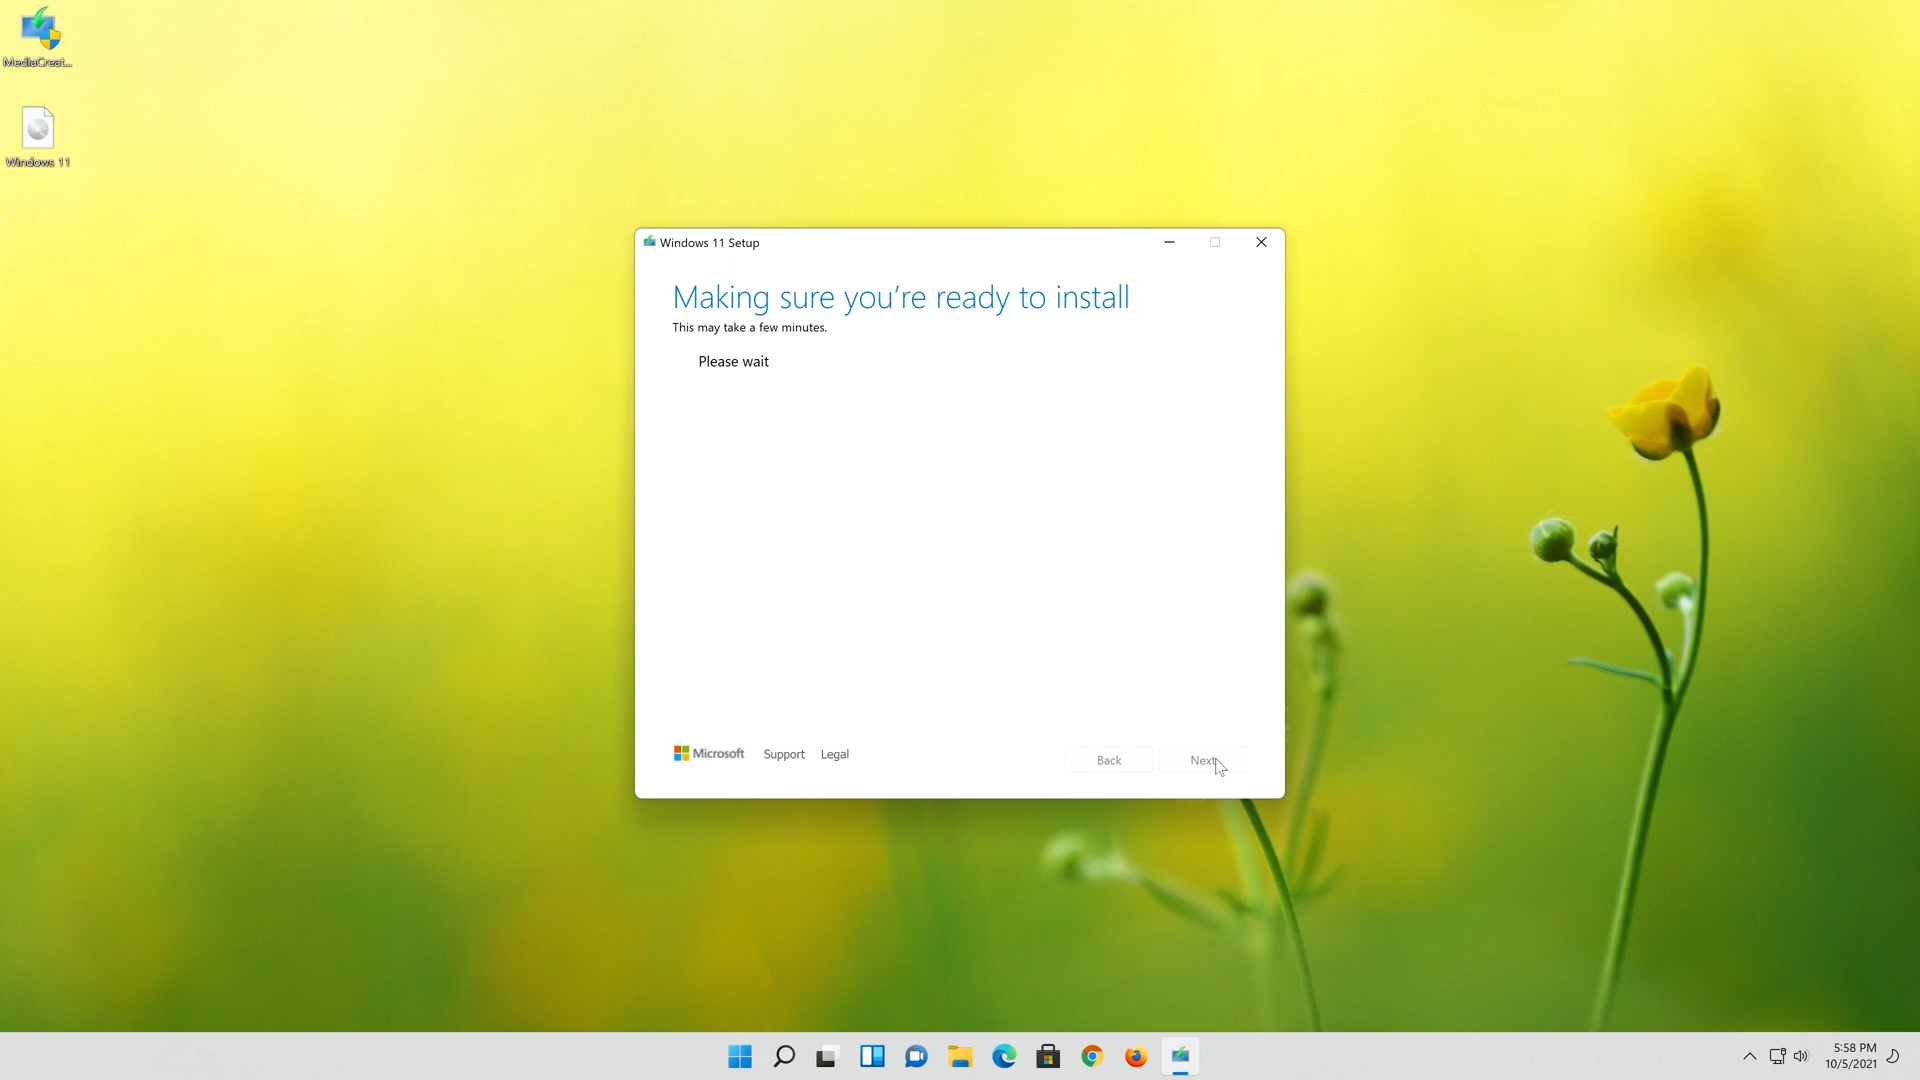 MediaCreat...
Windows 11
Windows 11 Setup
Making sure you're ready to install
This may take a few minutes.
Please wait
Microsoft
Support
Legal
Back
Next
5:58 PM
10/5/2021